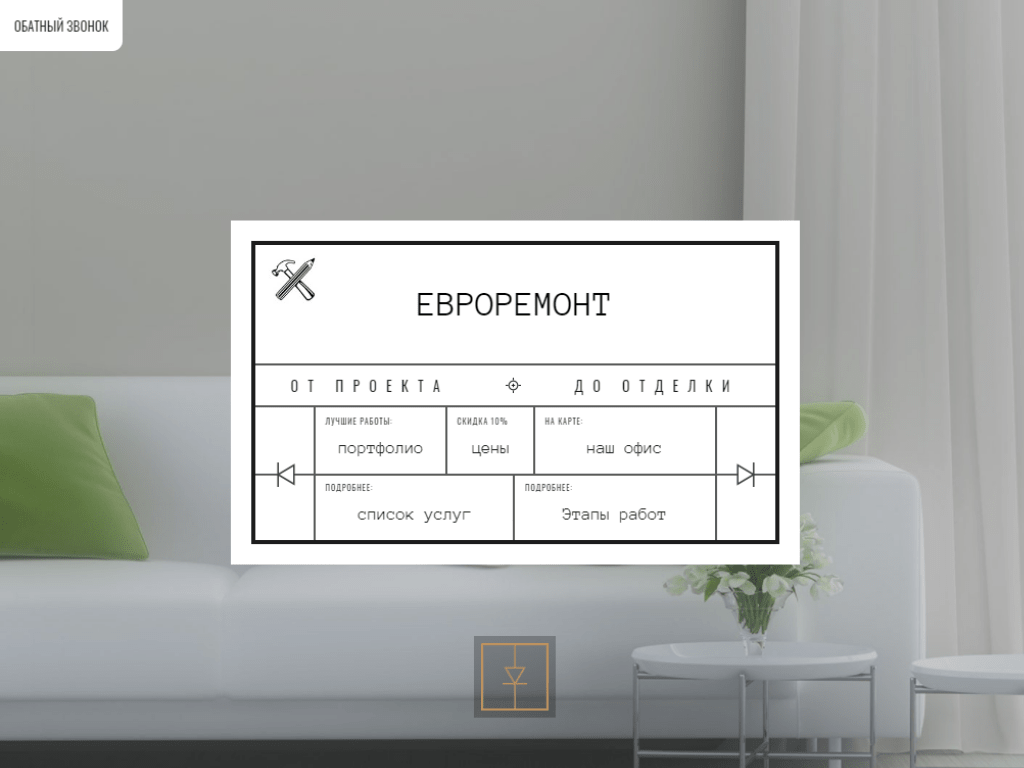 ОБАТНЫЙ ЗВОНОК
ЕВРОРЕМОНТ
ОТ ПРОЕКТА ДО ОТДЕЛКИ
ЛУЧШИЕ РАБОТЫ:
портфолио
СКИДКА 10%
цены
НА КАРТЕ:
наш офис
ПОДРОБНЕЕ:
список услуг
ПОДРОБНЕЕ:
Этапы работ